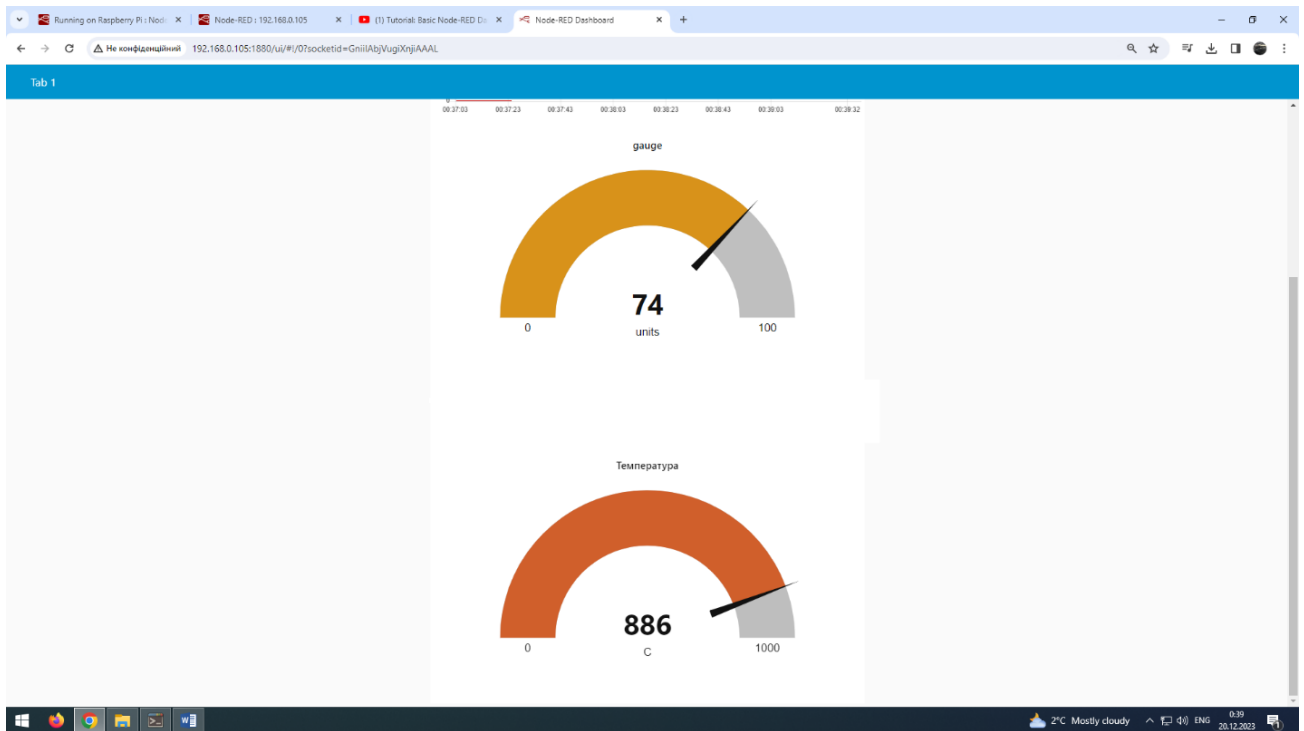 Running on Raspberry Pi : Node
Node-RED : 192.168.0.105
(1) Tutorial: Basic Node-RED Da
Node-RED Dashboard
Не конфіденційний
192.168.0.105:1880/ui/#!/0?socketid=GniilAbjVugiXnjiAAAL
Tab 1
0
00:37:03 00:37:23 00:37:43 00:38:03 00:38:23 00:38:43 00:39:03 00:39:32
gauge
74
units
0 100
Температура
886
C
0 1000
2°C Mostly cloudy ENG 0:39
20.12.2023